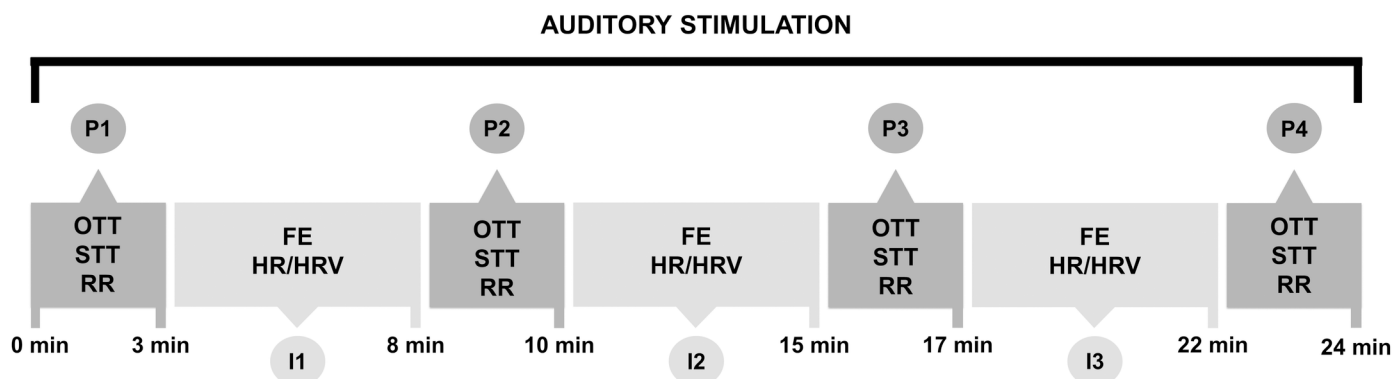 AUDITORY STIMULATION
P1
P2
P3
P4
OTT
STT
RR
FE
HR/HRV
OTT
STT
RR
FE
HR/HRV
OTT
STT
RR
FE
HR/HRV
OTT
STT
RR
0 min
3 min
8 min
10 min
15 min
17 min
22 min
24 min
I1
I2
I3